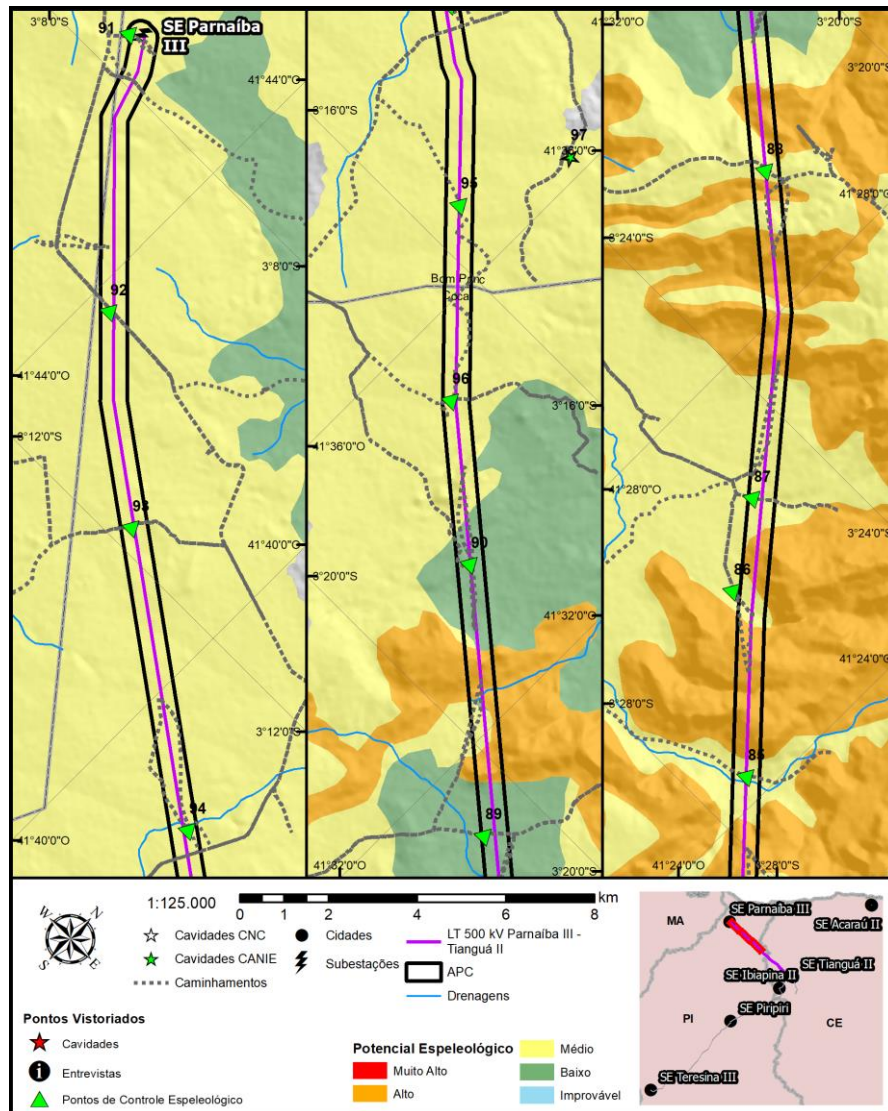 3°8'0"S
91
SE Parnaíba
III
41°44'0"O
92
3°8'0"S
41°44'0"O
3°12'0"S
93
41°40'0"O
3°12'0"S
94
41°40'0"O
3°16'0"S
97
95
41°36'0"O
96
3°20'0"S
90
41°32'0"O
89
41°32'0"O
3°20'0"S
41°32'0"O
3°20'0"S
3°20'0"S
88
41°28'0"O
3°24'0"S
3°16'0"S
41°28'0"O
87
3°24'0"S
86
41°24'0"O
3°28'0"S
85
41°24'0"O
3°28'0"S
N
W
E
S
1:125.000
0 1 2 4 6 8
km
Cavidades CNC
Cavidades CANIE
Caminhamentos
Cidades
Subestações
LT 500 kV Parnaíba III -
Tianguá II
APC
Drenagens
Pontos Vistoriados
Cavidades
Entrevistas
Pontos de Controle Espeleológico
Potencial Espeleológico
Muito Alto
Alto
Médio
Baixo
Improvável
MA
SE Parnaíba III
SE Acaraú II
SE Tianguá II
SE Ibiapina II
SE Piripiri
PI
CE
SE Teresina III